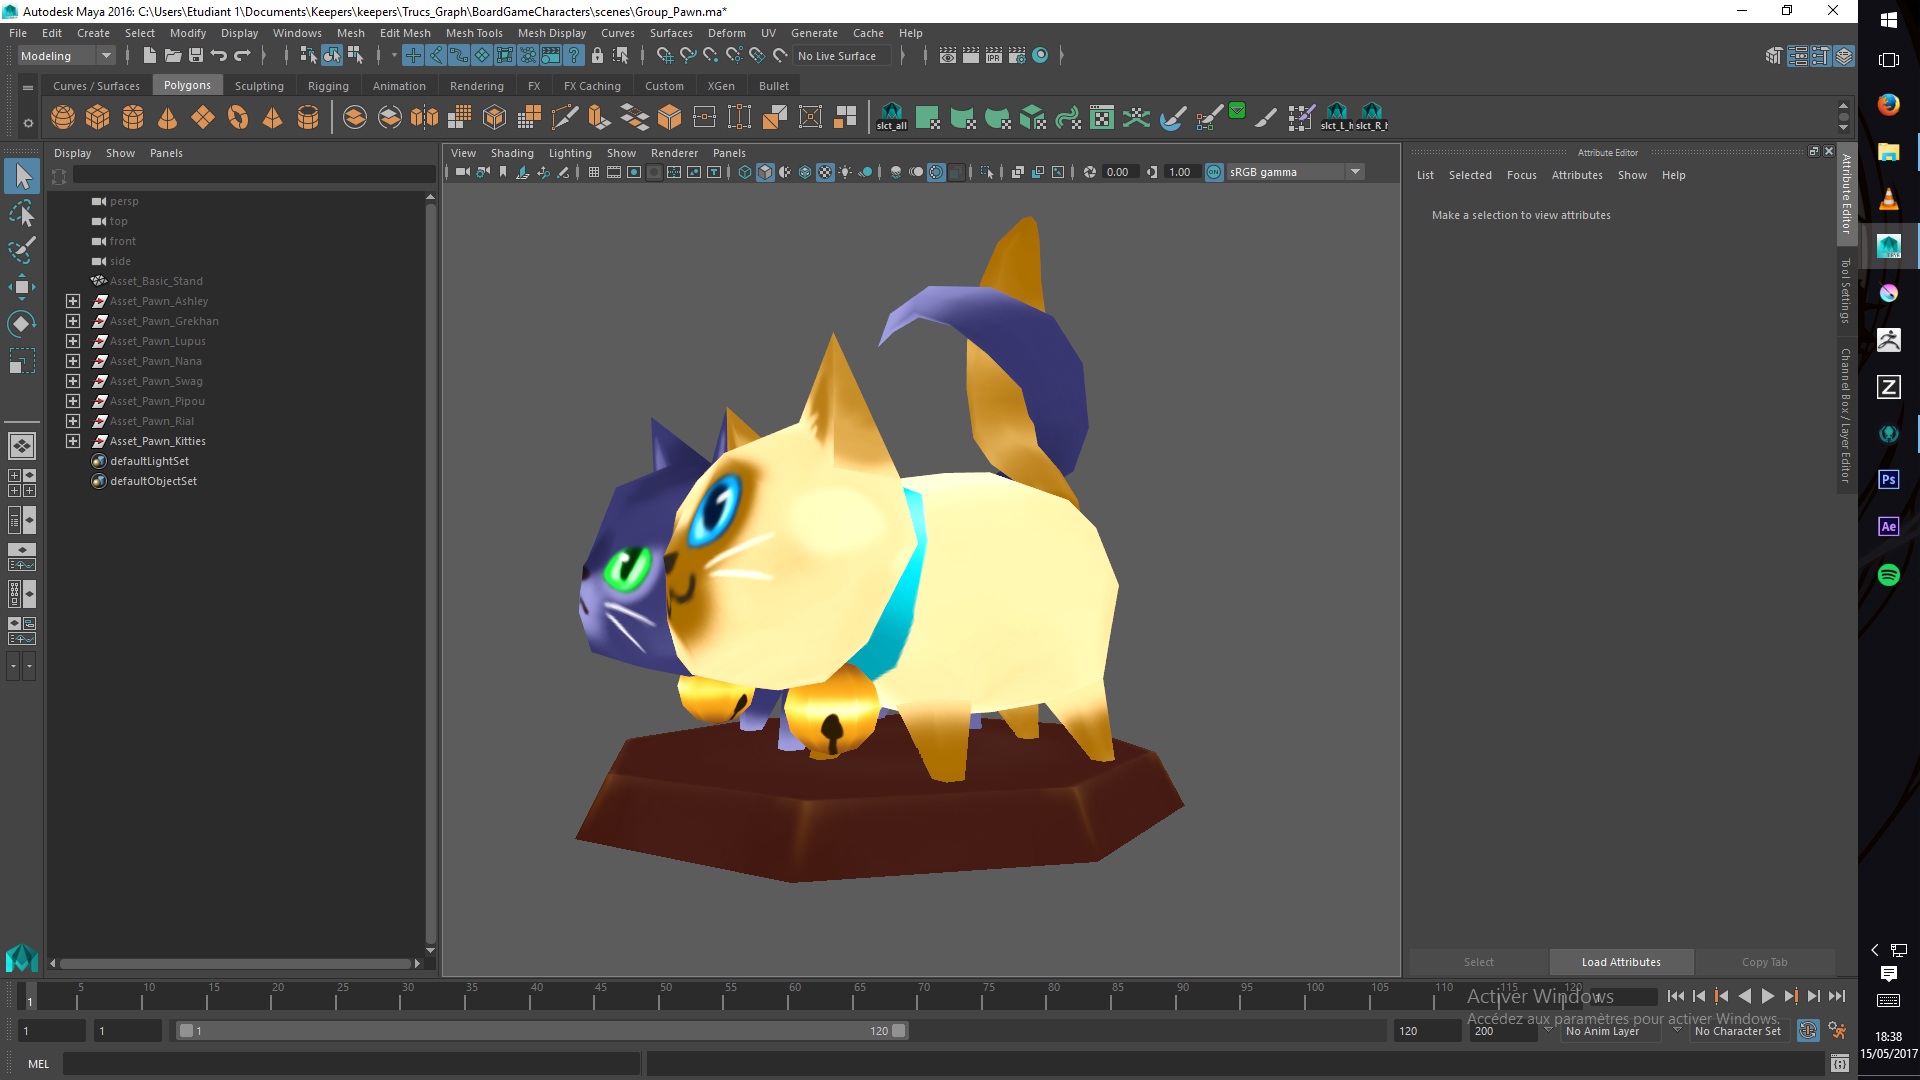 Autodesk Maya 2016: C:\Users\Etudiant 1\Documents\Keepers\keepers\Trucs_Graph\BoardGameCharacters\scenes\Group_Pawn.ma*
File Edit Create Select Modify Display Windows Mesh Edit Mesh Mesh Tools Mesh Display Curves Surfaces Deform UV Generate Cache Help
Modeling
No Live Surface
IPR
Curves / Surfaces Polygons Sculpting Rigging Animation Rendering FX FX Caching Custom XGen Bullet
slct_all
slct_L_h
slct_R_h
Display Show Panels
persp
top
front
side
Asset_Basic_Stand
Asset_Pawn_Ashley
Asset_Pawn_Grekhan
Asset_Pawn_Lupus
Asset_Pawn_Nana
Asset_Pawn_Swag
Asset_Pawn_Pipou
Asset_Pawn_Rial
Asset_Pawn_Kitties
defaultLightSet
defaultObjectSet
View Shading Lighting Show Renderer Panels
0.00
1.00
ON
sRGB gamma
Attribute Editor
List Selected Focus Attributes Show Help
Make a selection to view attributes
Attribute Editor
Tool Settings
Channel Box / Layer Editor
Select
Load Attributes
Copy Tab
Z
Ps
Ae
5 10 15 20 25 30 35 40 45 50 55 60 65 70 75 80 85 90 95 100 105 110 115 120
1
1
1
1
120
120
200
No Anim Layer
No Character Set
Activer Windows
Accédez aux paramètres pour activer Windows.
MEL
18:38
15/05/2017